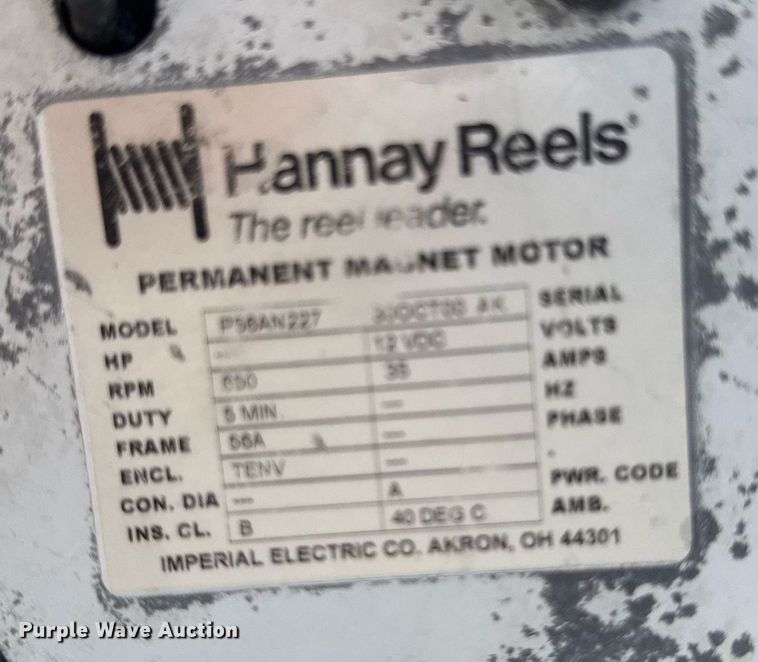 Hannay Reels
The reel leader.
PERMANENT MAGNET MOTOR
MODEL P56AN227 SERIAL
HP -- 12 VDC VOLTS
RPM 650 35 AMPS
DUTY 5 MIN. -- HZ
FRAME 56A -- PHASE
ENCL. TENV --
CON. DIA -- A PWR. CODE
INS. CL. B 40 DEG C AMB.
IMPERIAL ELECTRIC CO. AKRON, OH 44301
Purple Wave Auction